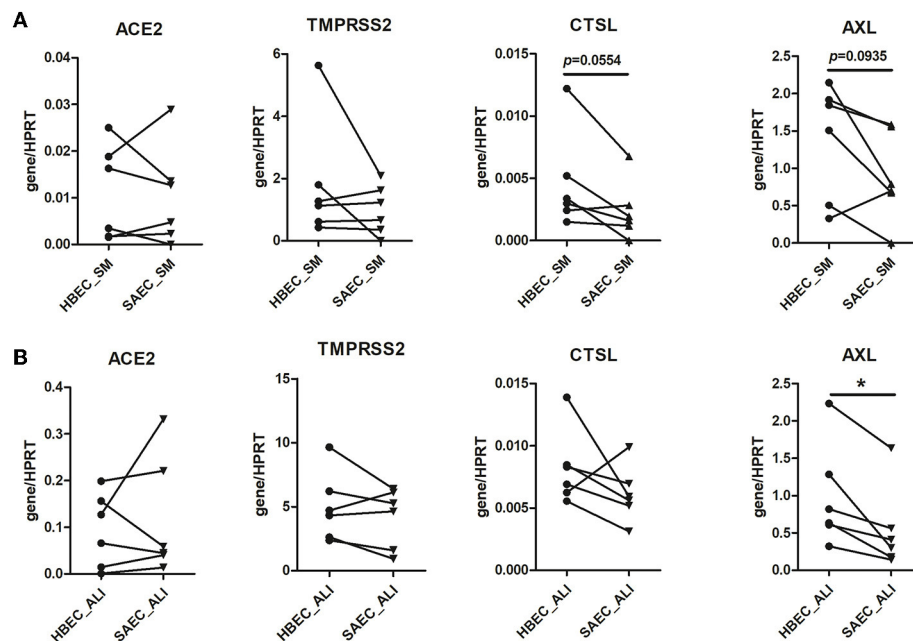 A
ACE2
TMPRSS2
CTSL
AXL
gene/HPRT
0.04
0.03
0.02
0.01
0.00
HBEC_SM
SAEC_SM
gene/HPRT
6
4
2
0
HBEC_SM
SAEC_SM
gene/HPRT
0.015
0.010
0.005
0.000
p=0.0554
HBEC_SM
SAEC_SM
gene/HPRT
2.5
2.0
1.5
1.0
0.5
0.0
p=0.0935
HBEC_SM
SAEC_SM
B
ACE2
TMPRSS2
CTSL
AXL
gene/HPRT
0.4
0.3
0.2
0.1
0.0
HBEC_ALI
SAEC_ALI
gene/HPRT
15
10
5
0
HBEC_ALI
SAEC_ALI
gene/HPRT
0.015
0.010
0.005
0.000
HBEC_ALI
SAEC_ALI
gene/HPRT
2.5
2.0
1.5
1.0
0.5
0.0
*
HBEC_ALI
SAEC_ALI